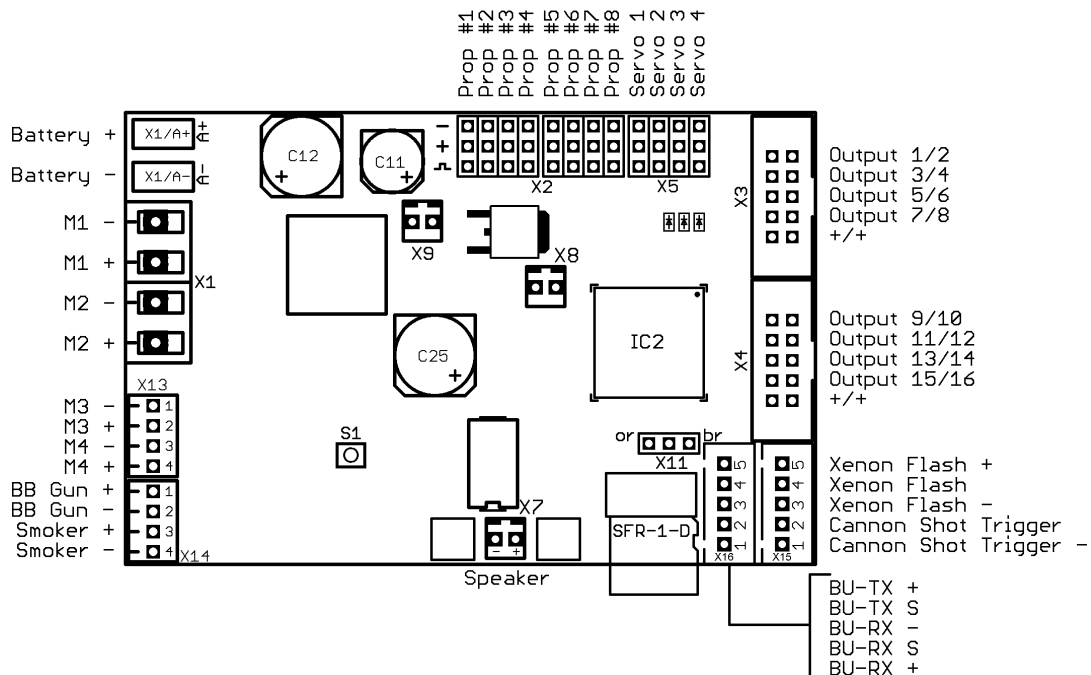 Prop #1
Prop #2
Prop #3
Prop #4
Prop #5
Prop #6
Prop #7
Prop #8
Servo 1
Servo 2
Servo 3
Servo 4
Battery +
X1/A+
A+
C12
C11
-
+
X2
X5
Output 1/2
Battery -
X1/A-
A-
Output 3/4
X3
Output 5/6
Output 7/8
+/+
M1 -
M1 +
X1
M2 -
M2 +
X9
X8
C25
IC2
X4
Output 9/10
Output 11/12
Output 13/14
Output 15/16
+/+
X13
M3 - 1
M3 + 2
M4 - 3
M4 + 4
S1
or
br
X11
BB Gun + 1
BB Gun - 2
Smoker + 3
Smoker - 4
X14
X7
- +
Speaker
SFR-1-D
5
4
3
2
1
X16
5
4
3
2
1
X15
Xenon Flash +
Xenon Flash
Xenon Flash -
Cannon Shot Trigger
Cannon Shot Trigger -
BU-TX +
BU-TX S
BU-RX -
BU-RX S
BU-RX +